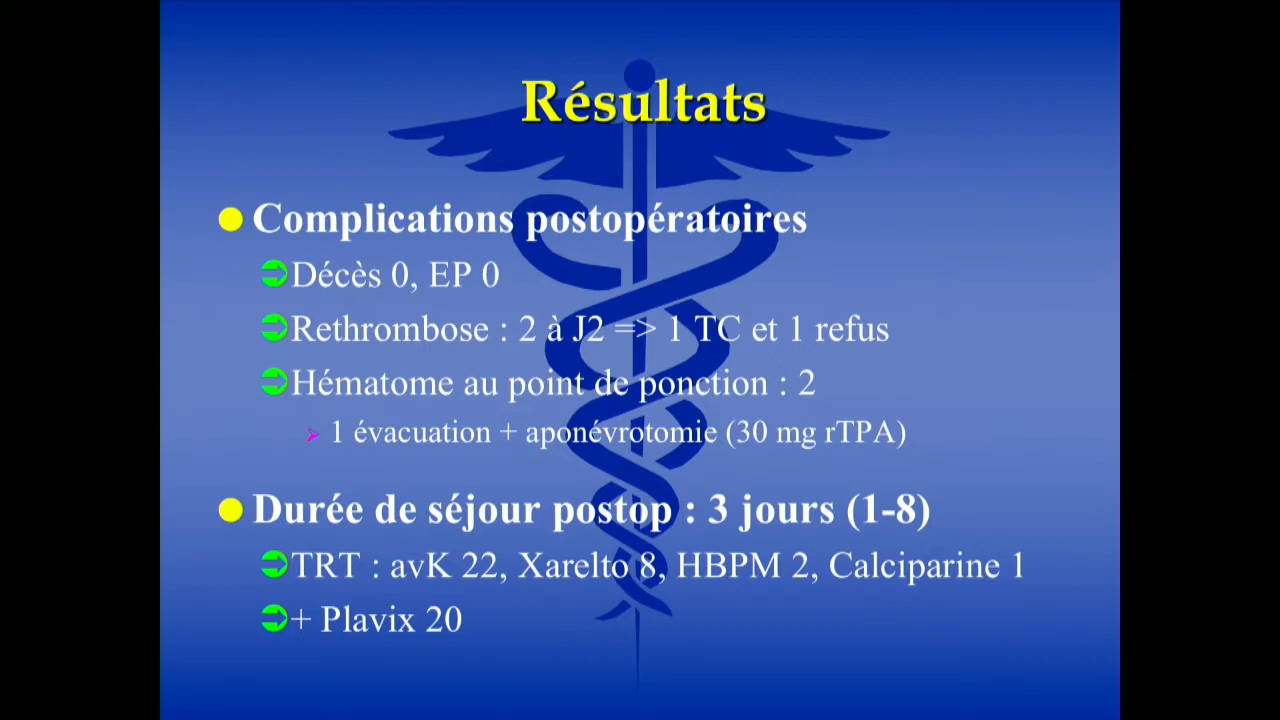 Résultats
Complications postopératoires
Décès 0, EP 0
Rethrombose : 2 à J2 => 1 TC et 1 refus
Hématome au point de ponction : 2
1 évacuation + aponévrotomie (30 mg rTPA)
Durée de séjour postop : 3 jours (1-8)
TRT : avK 22, Xarelto 8, HBPM 2, Calciparine 1
+ Plavix 20